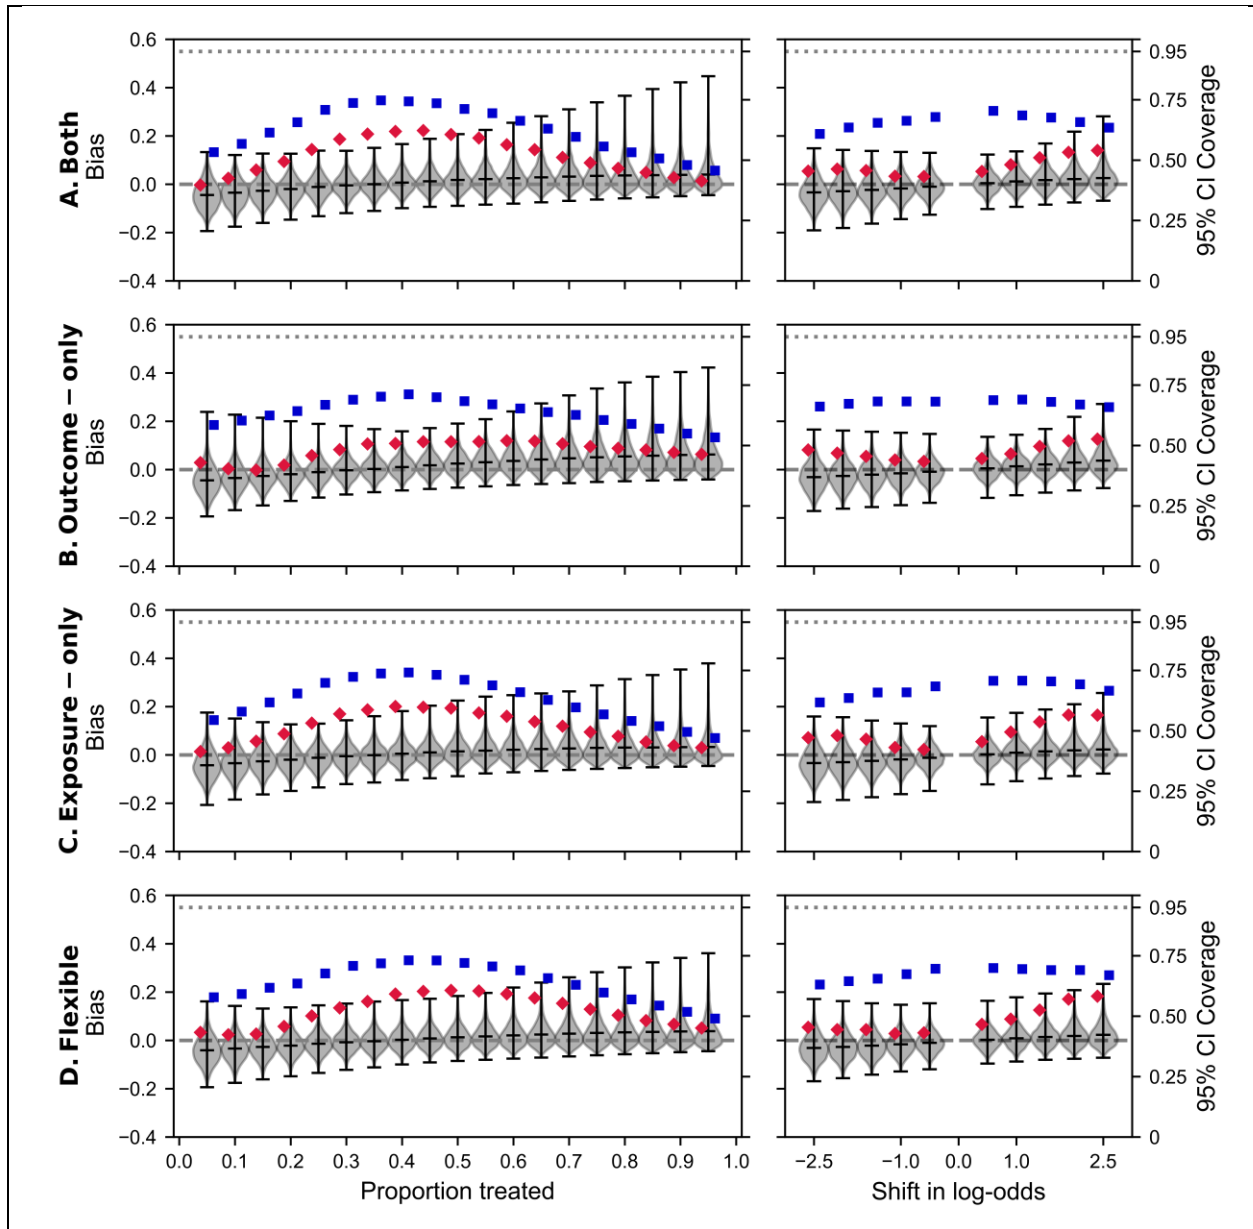 A. Both
Bias
0.6
0.4
0.2
0.0
−0.2
−0.4
0.95
0.75
0.50
0.25
0
95% CI Coverage
B. Outcome − only
Bias
0.6
0.4
0.2
0.0
−0.2
−0.4
0.95
0.75
0.50
0.25
0
95% CI Coverage
C. Exposure − only
Bias
0.6
0.4
0.2
0.0
−0.2
−0.4
0.95
0.75
0.50
0.25
0
95% CI Coverage
D. Flexible
Bias
0.6
0.4
0.2
0.0
−0.2
−0.4
0.95
0.75
0.50
0.25
0
95% CI Coverage
0.0 0.1 0.2 0.3 0.4 0.5 0.6 0.7 0.8 0.9 1.0
Proportion treated
−2.5 −1.0 0.0 1.0 2.5
Shift in log-odds